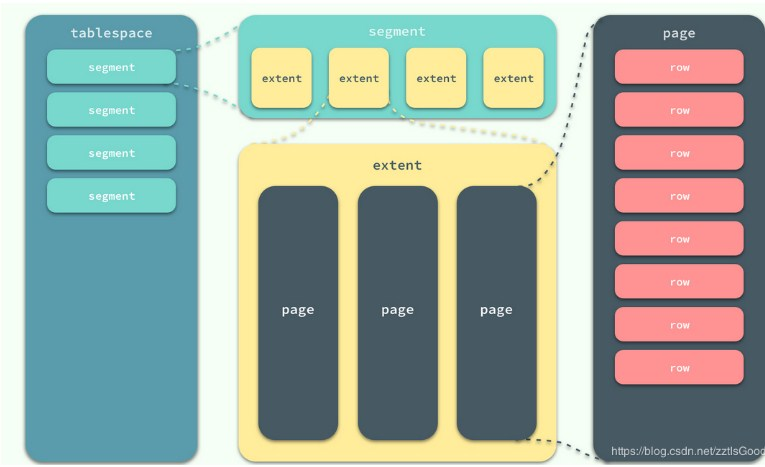 tablespace
segment
segment
segment
segment
segment
extent
extent
extent
extent
extent
page
page
page
page
row
row
row
row
row
row
row
row
https://blog.csdn.net/zztIsGood